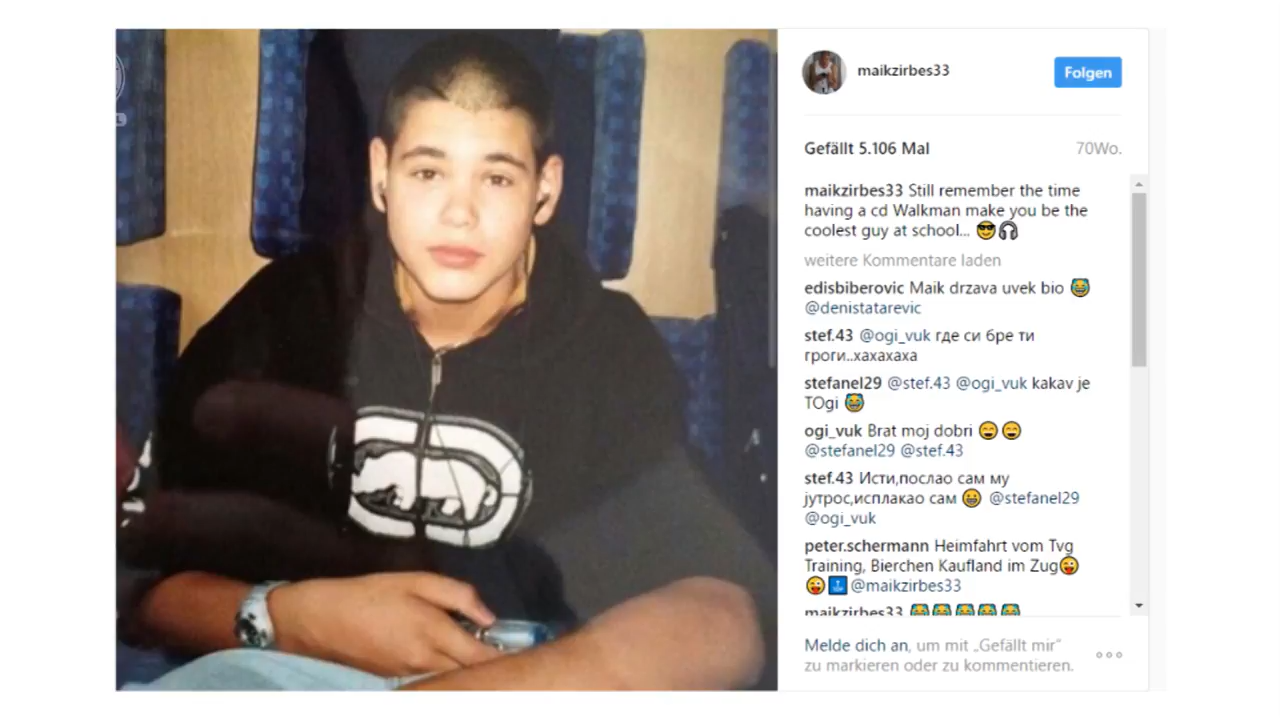 maikzirbes33
Folgen
Gefällt 5.106 Mal
70Wo.
maikzirbes33 Still remember the time
having a cd Walkman make you be the
coolest guy at school... 😎🎧
weitere Kommentare laden
edisbiberovic Maik drzava uvek bio 😂
@denistatarevic
stef.43 @ogi_vuk где си бре ти
гроги..хахахаха
stefanel29 @stef.43 @ogi_vuk kakav je
TOgi 😂
ogi_vuk Brat moj dobri 😄😄
@stefanel29 @stef.43
stef.43 Исти,послао сам му
јутрос,исплакао сам 😀 @stefanel29
@ogi_vuk
peter.schermann Heimfahrt vom Tvg
Training, Bierchen Kaufland im Zug😜
😜🚹 @maikzirbes33
maikzirbes33 😂😂😂😂😂
Melde dich an, um mit „Gefällt mir“
zu markieren oder zu kommentieren.